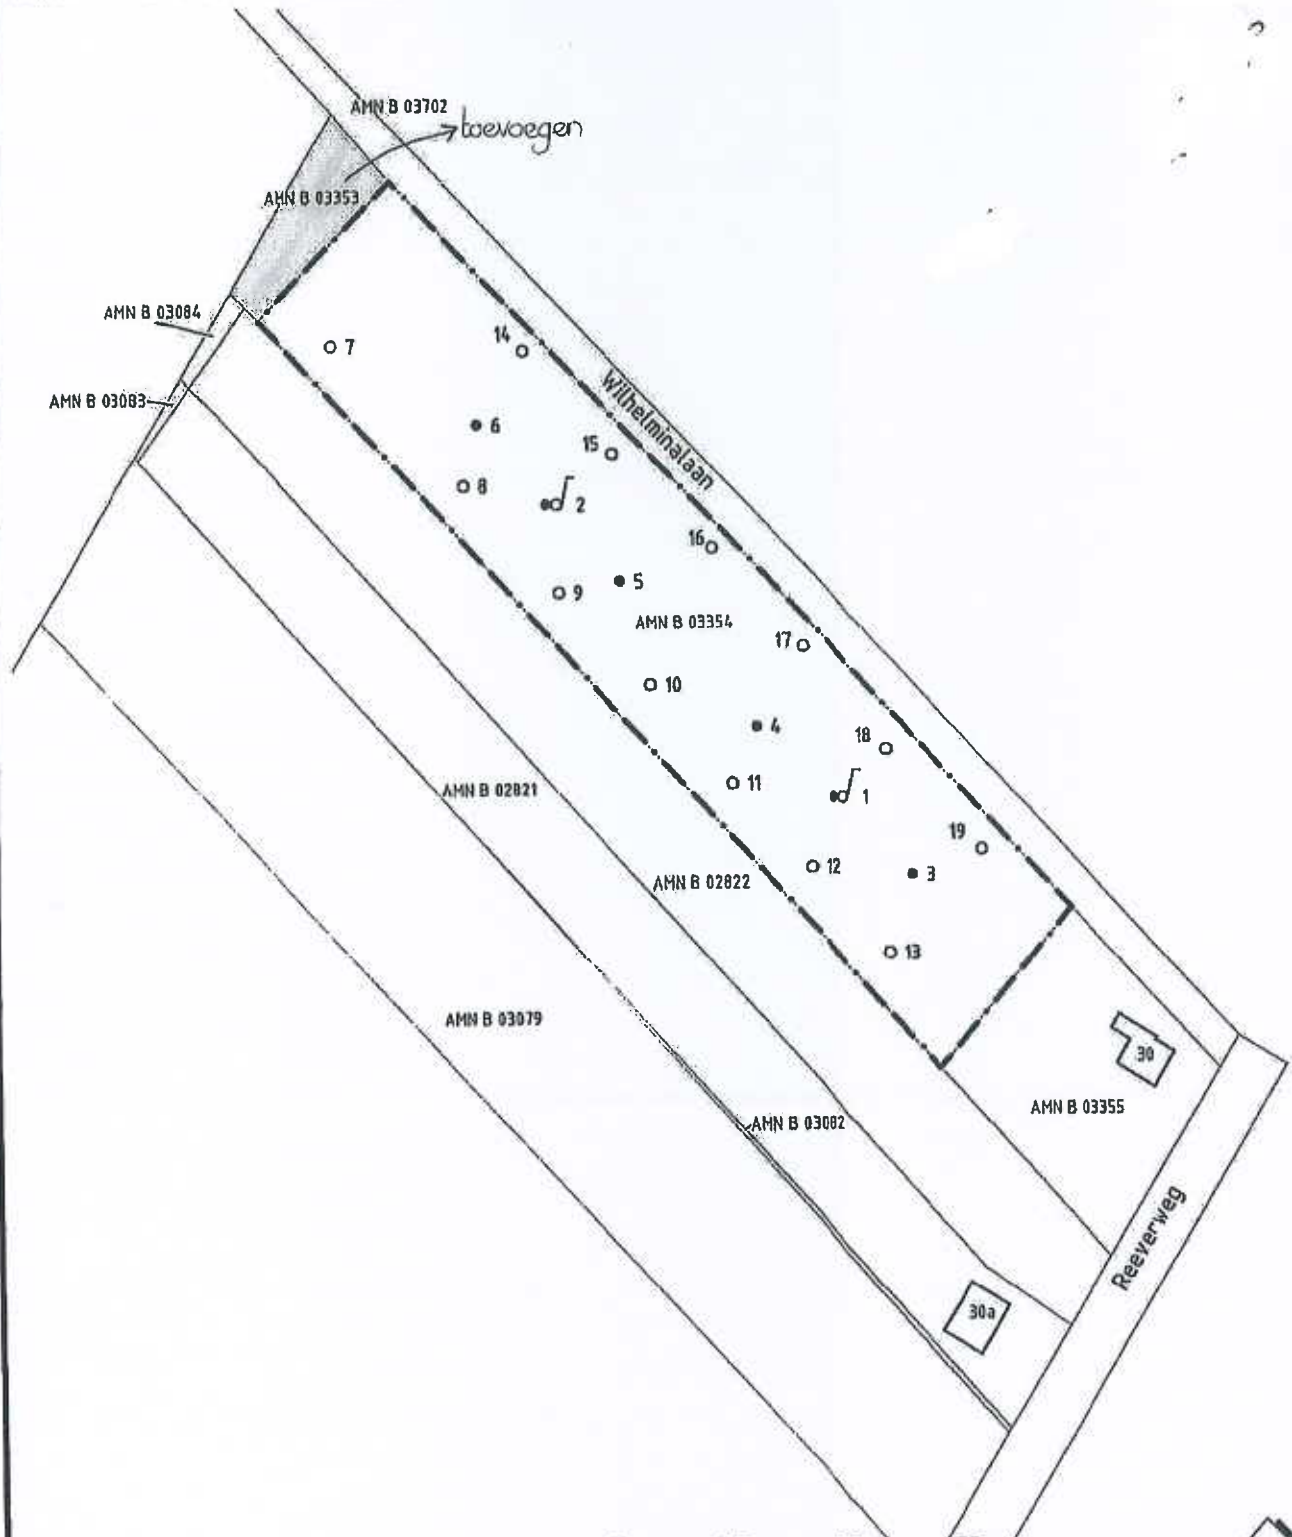 AMN B 03702
toevoegen
AMN B 03353
AMN B 03084
AMN B 03083
7
14
Wilhelminalaan
6
15
8
2
16
5
9
AMN B 03354
17
10
4
18
11
1
AMN B 02821
19
12
3
AMN B 02822
13
AMN B 03079
30
AMN B 03355
AMN B 03082
Reeverweg
30a